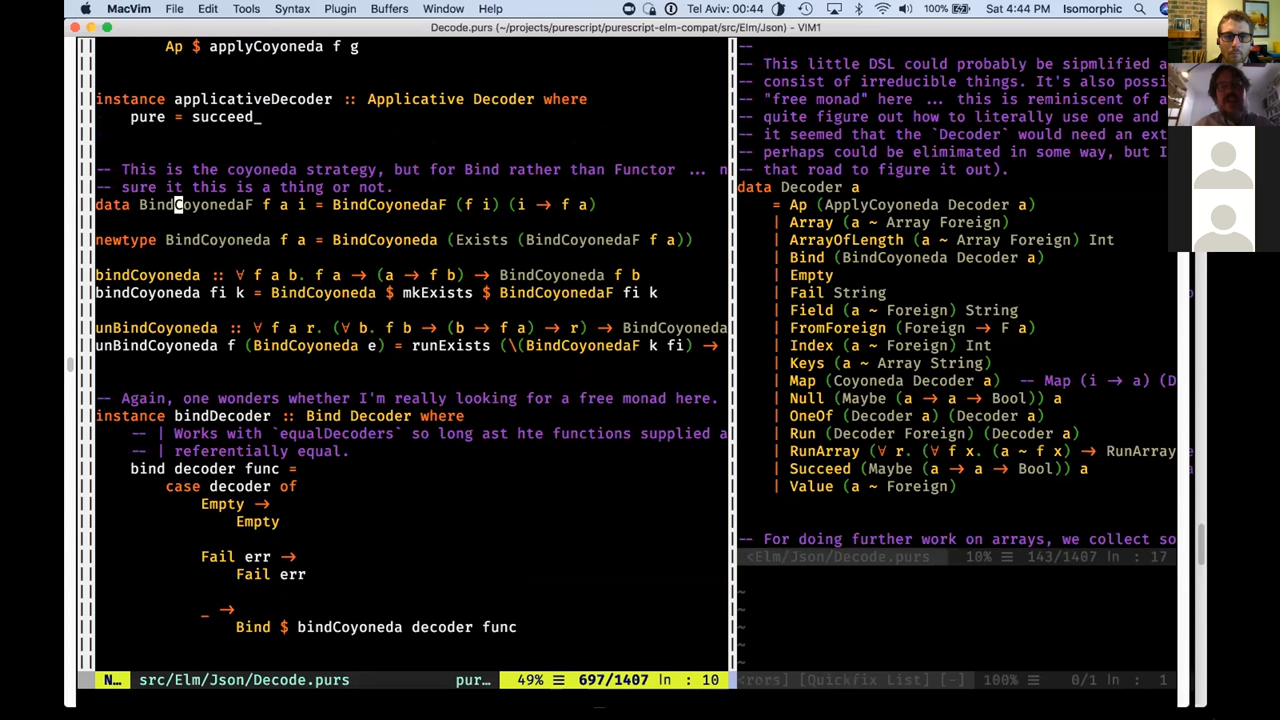 MacVim File Edit Tools Syntax Plugin Buffers Window Help Tel Aviv: 00:44 100% Sat 4:44 PM Isomorphic
Decode.purs (~/projects/purescript/purescript-elm-compat/src/Elm/Json) - VIM1
Ap $ applyCoyoneda f g
instance applicativeDecoder :: Applicative Decoder where
pure = succeed_
-- This is the coyoneda strategy, but for Bind rather than Functor ... n
-- sure it this is a thing or not.
data BindCoyonedaF f a i = BindCoyonedaF (f i) (i → f a)
newtype BindCoyoneda f a = BindCoyoneda (Exists (BindCoyonedaF f a))
bindCoyoneda :: ∀ f a b. f a → (a → f b) → BindCoyoneda f b
bindCoyoneda fi k = BindCoyoneda $ mkExists $ BindCoyonedaF fi k
unBindCoyoneda :: ∀ f a r. (∀ b. f b → (b → f a) → r) → BindCoyoneda
unBindCoyoneda f (BindCoyoneda e) = runExists (\(BindCoyonedaF k fi) →
-- Again, one wonders whether I'm really looking for a free monad here.
instance bindDecoder :: Bind Decoder where
-- | Works with `equalDecoders` so long ast hte functions supplied a
-- | referentially equal.
bind decoder func =
case decoder of
Empty →
Empty
Fail err →
Fail err
_ →
Bind $ bindCoyoneda decoder func
N... src/Elm/Json/Decode.purs pur... 49% ☰ 697/1407 ln : 10
-- This little DSL could probably be sipmlified a
-- consist of irreducible things. It's also possi
-- "free monad" here ... this is reminiscent of a
-- quite figure out how to literally use one and
-- it seemed that the `Decoder` would need an ext
-- perhaps could be elimitated in some way, but I
-- that road to figure it out).
data Decoder a
= Ap (ApplyCoyoneda Decoder a)
| Array (a ~ Array Foreign)
| ArrayOfLength (a ~ Array Foreign) Int
| Bind (BindCoyoneda Decoder a)
| Empty
| Fail String
| Field (a ~ Foreign) String
| FromForeign (Foreign → F a)
| Index (a ~ Foreign) Int
| Keys (a ~ Array String)
| Map (Coyoneda Decoder a) -- Map (i → a) (D
| Null (Maybe (a → a → Bool)) a
| OneOf (Decoder a) (Decoder a)
| Run (Decoder Foreign) (Decoder a)
| RunArray (∀ r. (∀ f x. (a ~ f x) → RunArray
| Succeed (Maybe (a → a → Bool)) a
| Value (a ~ Foreign)
-- For doing further work on arrays, we collect so
<Elm/Json/Decode.purs 10% ☰ 143/1407 ln : 17
~
~
~
~
~
<rors] [Quickfix List] [-] 100% ☰ 0/1 ln : 1